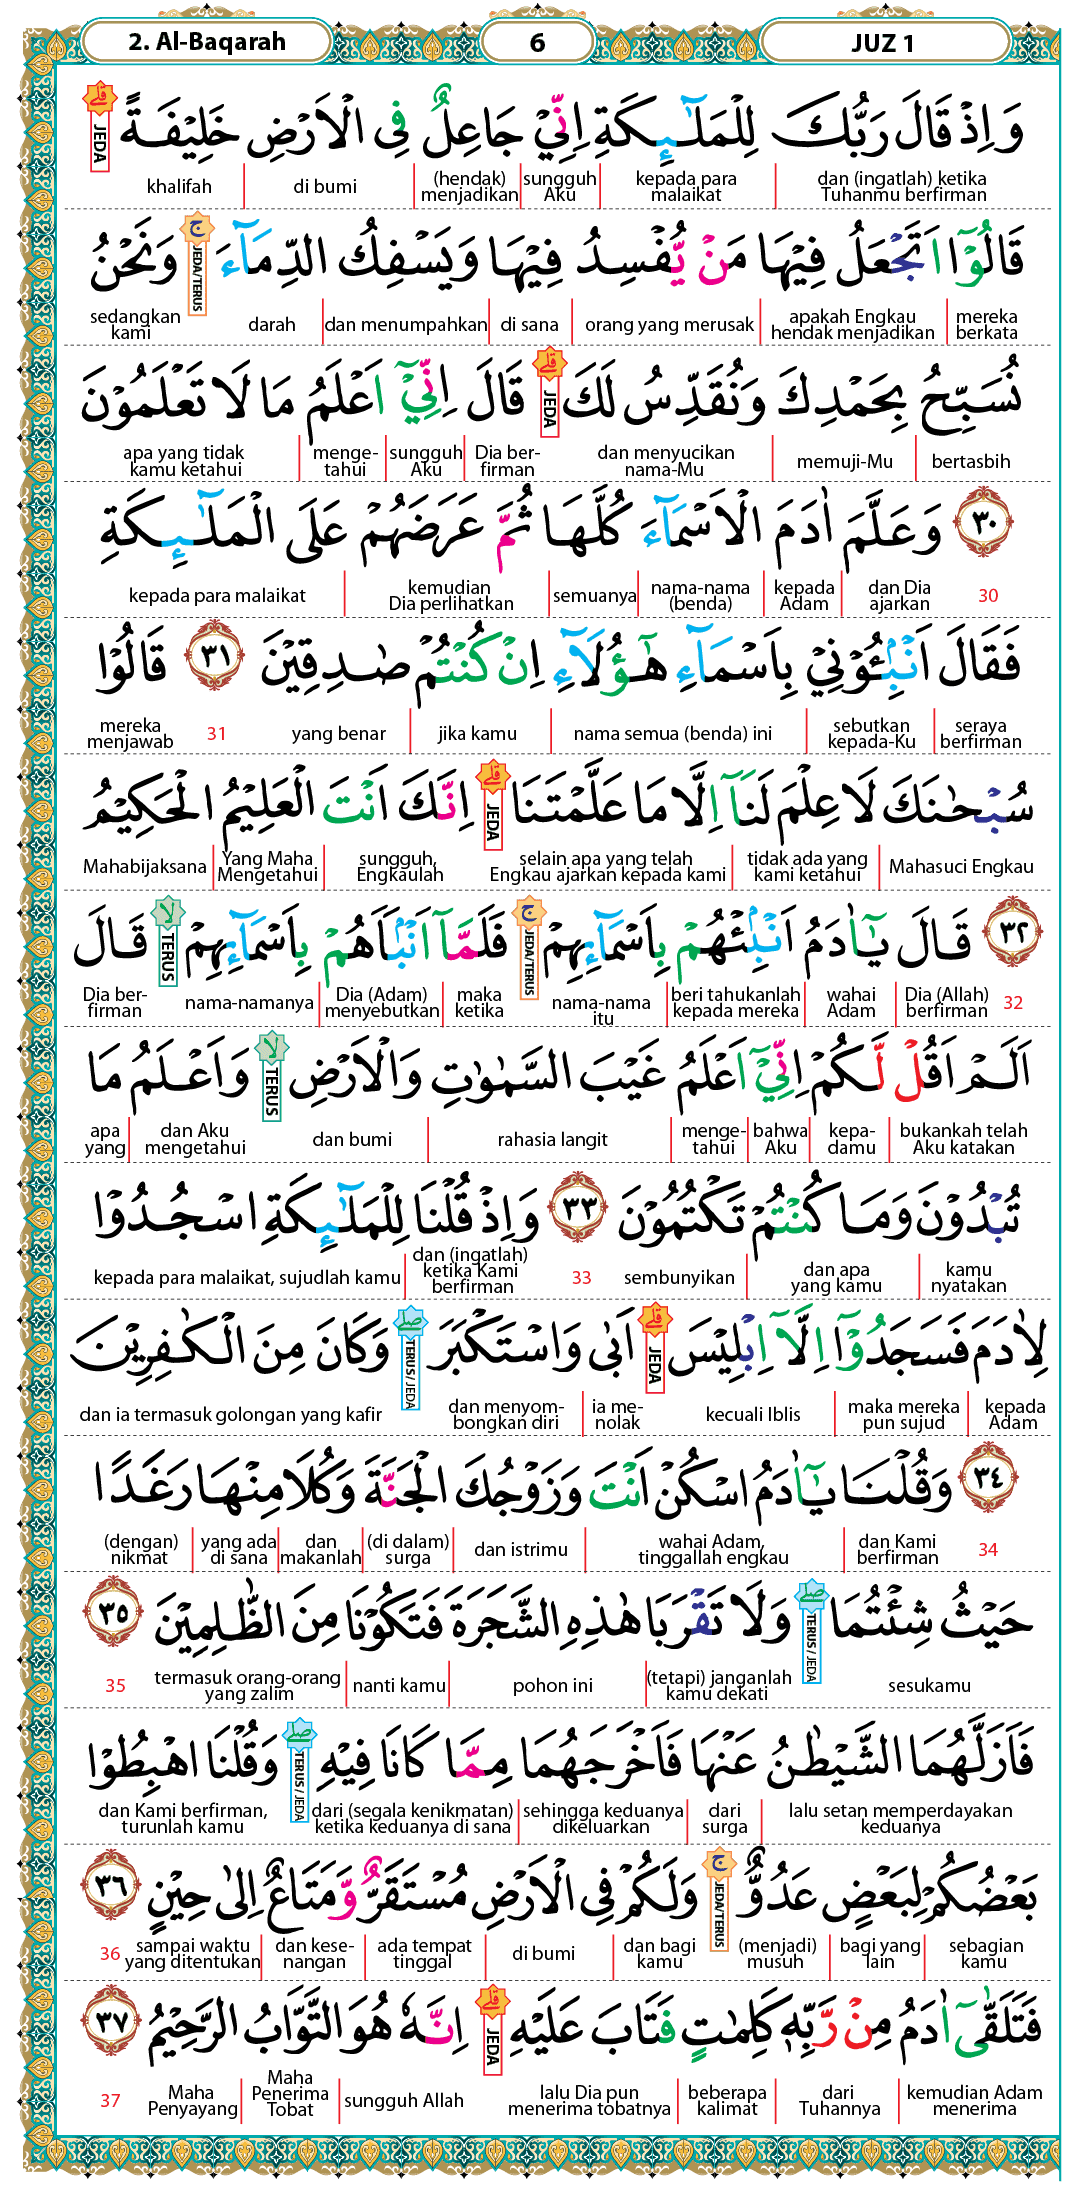 2. Al-Baqarah 6 JUZ 1
وَاِذْ قَالَ رَبُّكَ لِلْمَلٰۤىِٕكَةِ اِنِّيْ جَاعِلٌ فِى الْاَرْضِ خَلِيْفَةً ۗ JEDA
dan (ingatlah) ketika Tuhanmu berfirman | kepada para malaikat | sungguh Aku | (hendak) menjadikan | di bumi | khalifah
قَالُوْٓا اَتَجْعَلُ فِيْهَا مَنْ يُّفْسِدُ فِيْهَا وَيَسْفِكُ الدِّمَاۤءَ ۚ JEDA/TERUS وَنَحْنُ
mereka berkata | apakah Engkau hendak menjadikan | orang yang merusak | di sana | dan menumpahkan | darah | sedangkan kami
نُسَبِّحُ بِحَمْدِكَ وَنُقَدِّسُ لَكَ ۗ JEDA قَالَ اِنِّيْٓ اَعْلَمُ مَا لَا تَعْلَمُوْنَ
bertasbih | memuji-Mu | dan menyucikan nama-Mu | Dia ber-firman | sungguh Aku | menge-tahui | apa yang tidak kamu ketahui
٣٠ وَعَلَّمَ اٰدَمَ الْاَسْمَاۤءَ كُلَّهَا ثُمَّ عَرَضَهُمْ عَلَى الْمَلٰۤىِٕكَةِ
30 dan Dia ajarkan | kepada Adam | nama-nama (benda) | semuanya | kemudian Dia perlihatkan | kepada para malaikat
فَقَالَ اَنْۢبِـُٔوْنِيْ بِاَسْمَاۤءِ هٰٓؤُلَاۤءِ اِنْ كُنْتُمْ صٰدِقِيْنَ ٣١ قَالُوْا
seraya berfirman | sebutkan kepada-Ku | nama semua (benda) ini | jika kamu | yang benar 31 mereka menjawab
سُبْحٰنَكَ لَا عِلْمَ لَنَآ اِلَّا مَا عَلَّمْتَنَا ۗ JEDA اِنَّكَ اَنْتَ الْعَلِيْمُ الْحَكِيْمُ
Mahasuci Engkau | tidak ada yang kami ketahui | selain apa yang telah Engkau ajarkan kepada kami | sungguh, Engkaulah | Yang Maha Mengetahui | Mahabijaksana
٣٢ قَالَ يٰٓاٰدَمُ اَنْۢبِئْهُمْ بِاَسْمَاۤىِٕهِمْ ۚ JEDA/TERUS فَلَمَّآ اَنْۢبَاَهُمْ بِاَسْمَاۤىِٕهِمْ ۙ TERUS قَالَ
32 Dia (Allah) berfirman | wahai Adam | beri tahukanlah kepada mereka | nama-nama itu | maka ketika | Dia (Adam) menyebutkan | nama-namanya | Dia ber-firman
اَلَمْ اَقُلْ لَّكُمْ اِنِّيْٓ اَعْلَمُ غَيْبَ السَّمٰوٰتِ وَالْاَرْضِ ۙ TERUS وَاَعْلَمُ مَا
bukankah telah Aku katakan | kepa-damu | bahwa Aku | menge-tahui | rahasia langit | dan bumi | dan Aku mengetahui | apa yang
تُبْدُوْنَ وَمَا كُنْتُمْ تَكْتُمُوْنَ ٣٣ وَاِذْ قُلْنَا لِلْمَلٰۤىِٕكَةِ اسْجُدُوْا
kamu nyatakan | dan apa yang kamu | sembunyikan 33 dan (ingatlah) ketika Kami berfirman | kepada para malaikat, sujudlah kamu
لِاٰدَمَ فَسَجَدُوْٓا اِلَّآ اِبْلِيْسَ ۗ JEDA اَبٰى وَاسْتَكْبَرَ ۖ TERUS/JEDA وَكَانَ مِنَ الْكٰفِرِيْنَ
kepada Adam | maka mereka pun sujud | kecuali Iblis | ia me-nolak | dan menyom-bongkan diri | dan ia termasuk golongan yang kafir
٣٤ وَقُلْنَا يٰٓاٰدَمُ اسْكُنْ اَنْتَ وَزَوْجُكَ الْجَنَّةَ وَكُلَا مِنْهَا رَغَدًا
34 dan Kami berfirman | wahai Adam, tinggallah engkau | dan istrimu | (di dalam) surga | dan makanlah | yang ada di sana | (dengan) nikmat
حَيْثُ شِئْتُمَا ۖ TERUS/JEDA وَلَا تَقْرَبَا هٰذِهِ الشَّجَرَةَ فَتَكُوْنَا مِنَ الظّٰلِمِيْنَ ٣٥
sesukamu | (tetapi) janganlah kamu dekati | pohon ini | nanti kamu | termasuk orang-orang yang zalim 35
فَاَزَلَّهُمَا الشَّيْطٰنُ عَنْهَا فَاَخْرَجَهُمَا مِمَّا كَانَا فِيْهِ ۖ TERUS/JEDA وَقُلْنَا اهْبِطُوْا
lalu setan memperdayakan keduanya | dari surga | sehingga keduanya dikeluarkan | dari (segala kenikmatan) ketika keduanya di sana | dan Kami berfirman, turunlah kamu
بَعْضُكُمْ لِبَعْضٍ عَدُوٌّ ۚ JEDA/TERUS وَلَكُمْ فِى الْاَرْضِ مُسْتَقَرٌّ وَّمَتَاعٌ اِلٰى حِيْنٍ ٣٦
sebagian kamu | bagi yang lain | (menjadi) musuh | dan bagi kamu | di bumi | ada tempat tinggal | dan kese-nangan | sampai waktu yang ditentukan 36
فَتَلَقّٰىٓ اٰدَمُ مِنْ رَّبِّهٖ كَلِمٰتٍ فَتَابَ عَلَيْهِ ۗ JEDA اِنَّهٗ هُوَ التَّوَّابُ الرَّحِيْمُ ٣٧
kemudian Adam menerima | dari Tuhannya | beberapa kalimat | lalu Dia pun menerima tobatnya | sungguh Allah | Maha Penerima Tobat | Maha Penyayang 37